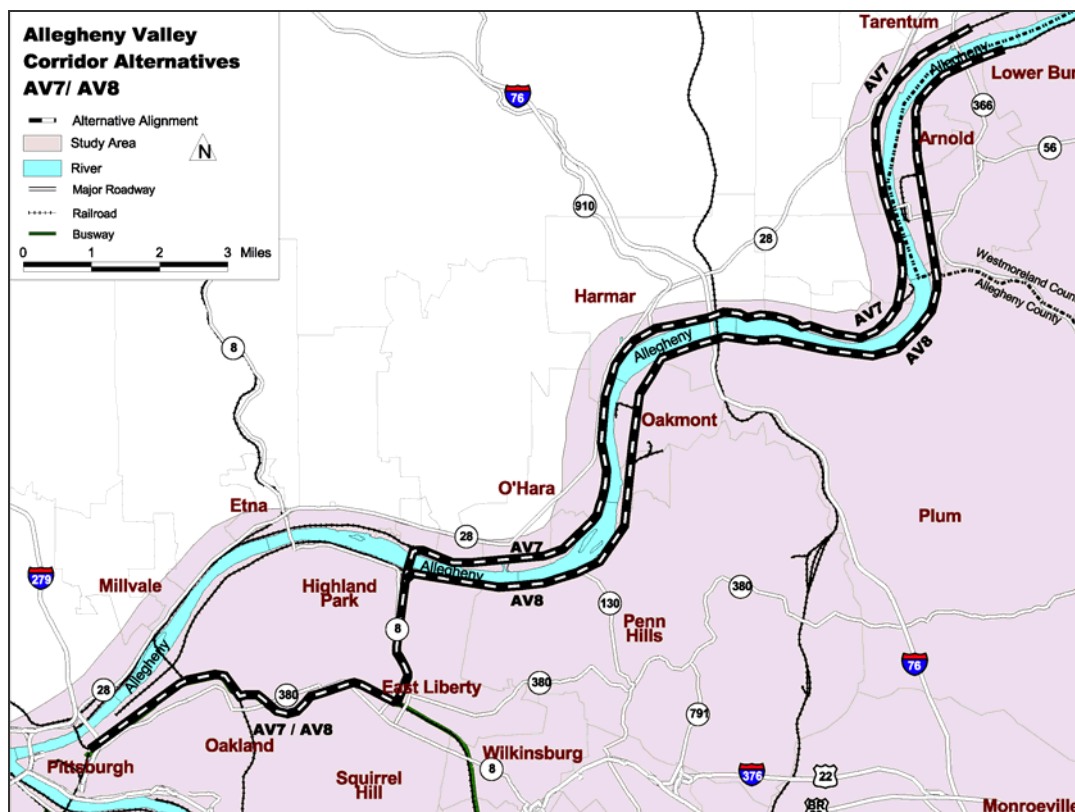 Allegheny Valley
Corridor Alternatives
AV7/ AV8
Alternative Alignment
Study Area
N
River
Major Roadway
Railroad
Busway
0 1 2 3 Miles
Tarentum
Allegheny
AV7
Lower Bur
366
Arnold
56
76
910
28
Westmoreland Count
Allegheny County
Harmar
AV7
Allegheny
AV8
8
Oakmont
O'Hara
Etna
28
AV7
Plum
279
Millvale
Highland
Park
Allegheny
AV8
380
130
Penn
Hills
8
Allegheny
76
28
East Liberty
380
380
AV7 / AV8
791
Oakland
Pittsburgh
Wilkinsburg
8
376
22
Squirrel
Hill
BR
Monroeville